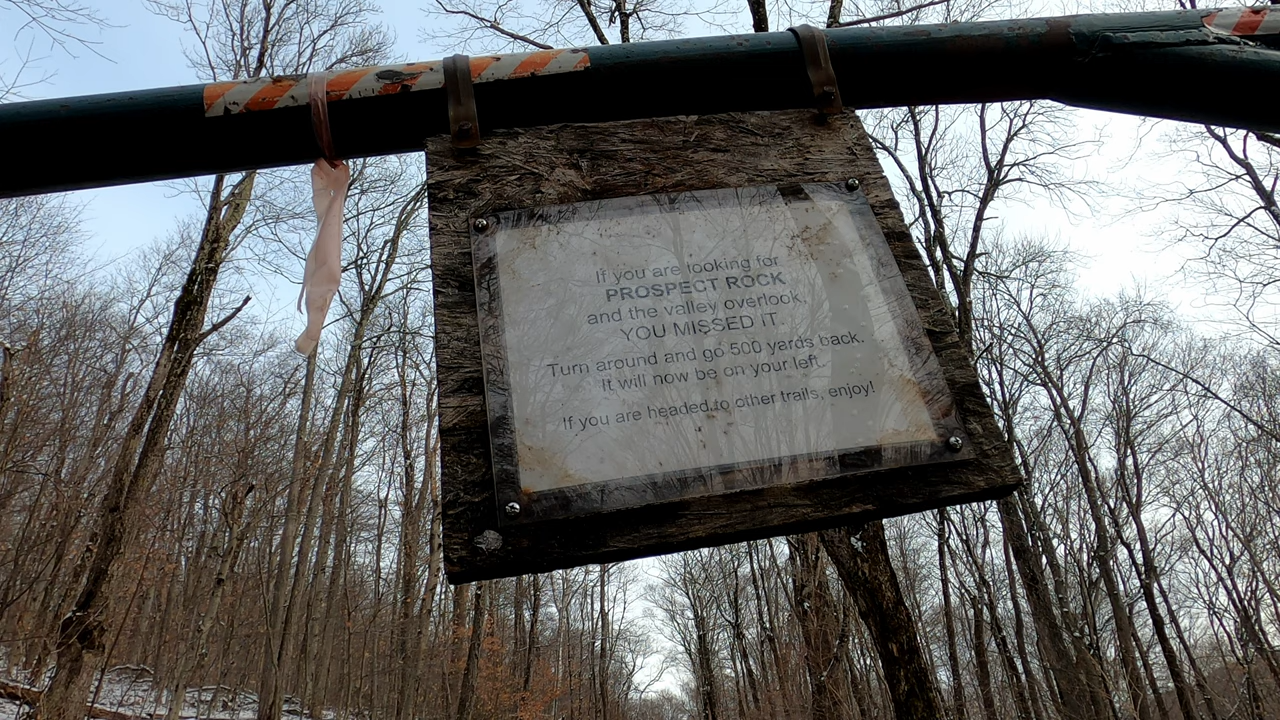 If you are looking for
PROSPECT ROCK
and the valley overlook,
YOU MISSED IT.
Turn around and go 500 yards back.
It will now be on your left.
If you are headed to other trails, enjoy!